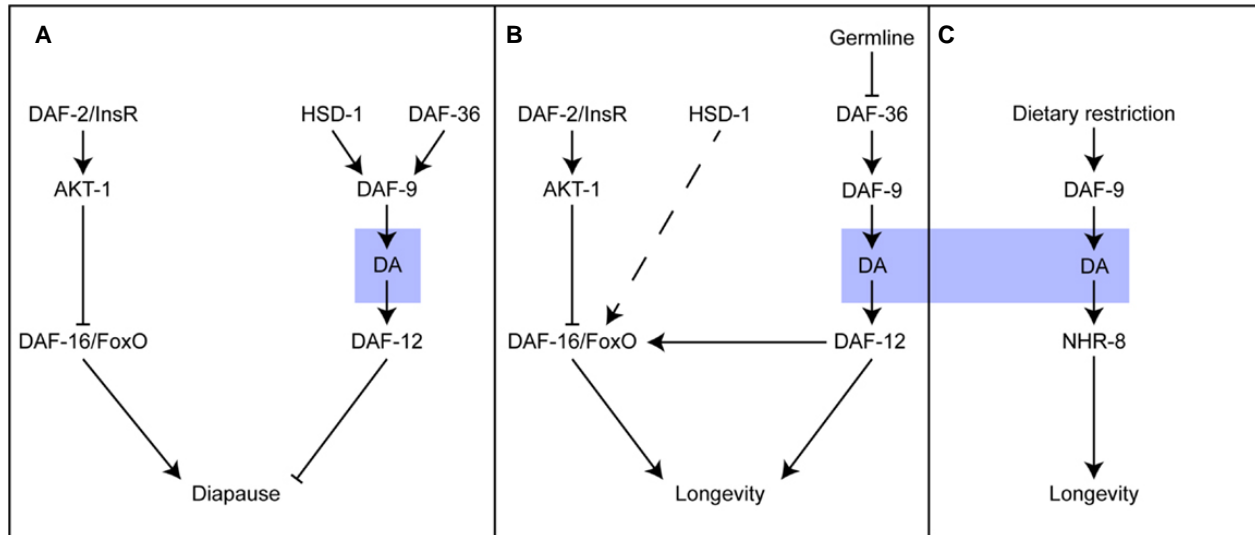 A
DAF-2/InsR
HSD-1
DAF-36
AKT-1
DAF-9
DA
DAF-16/FoxO
DAF-12
Diapause
B
Germline
DAF-2/InsR
HSD-1
DAF-36
AKT-1
DAF-9
DA
DAF-16/FoxO
DAF-12
Longevity
C
Dietary restriction
DAF-9
DA
NHR-8
Longevity